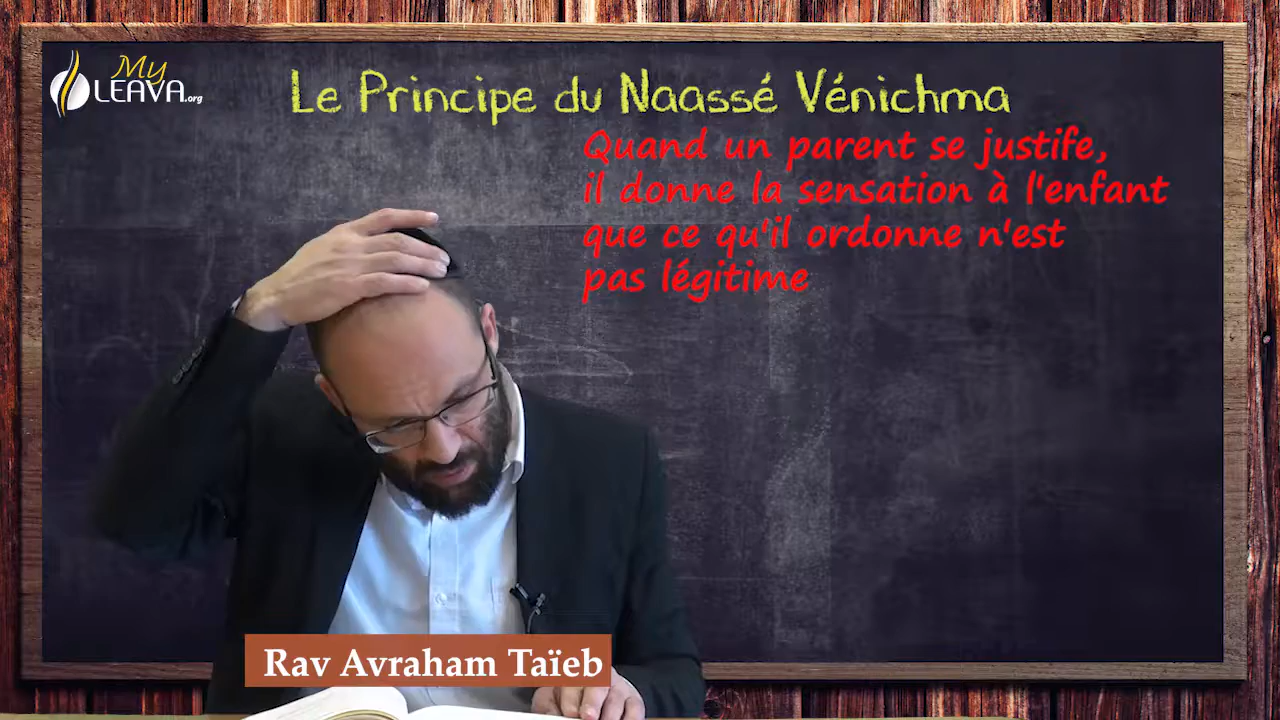 My
LEAVA.org
Le Principe du Naassé Vénichma
Quand un parent se justife,
il donne la sensation à l'enfant
que ce qu'il ordonne n'est
pas légitime
Rav Avraham Taïeb